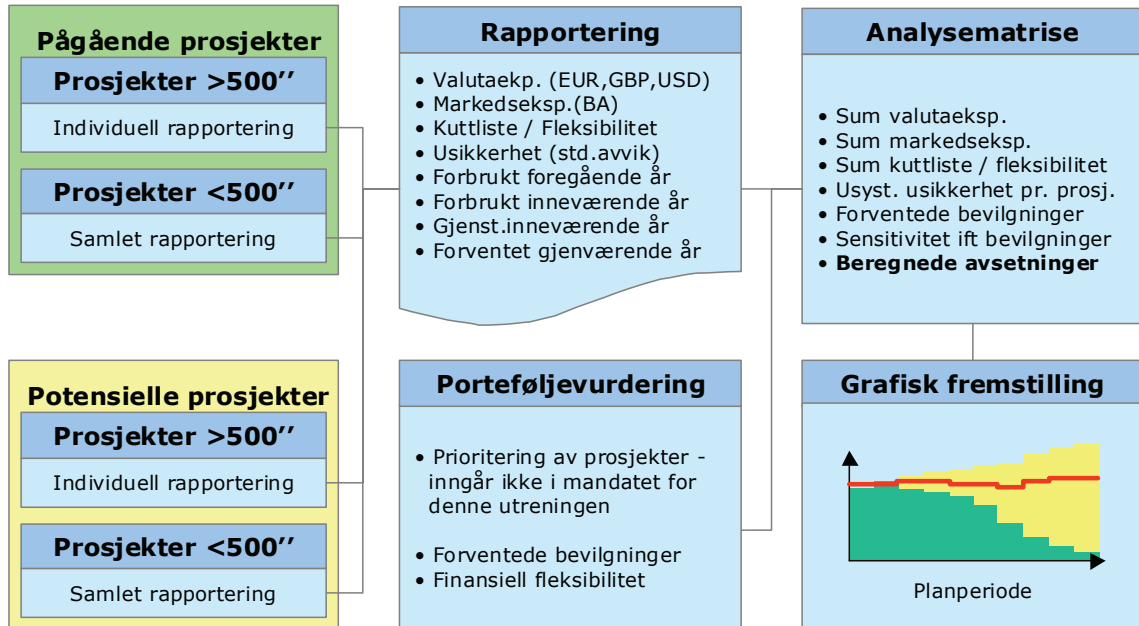 Pågående prosjekter
Prosjekter >500’’
Individuell rapportering
Prosjekter <500’’
Samlet rapportering
Potensielle prosjekter
Prosjekter >500’’
Individuell rapportering
Prosjekter <500’’
Samlet rapportering
Rapportering
• Valutaekp. (EUR,GBP,USD)
• Markedseksp.(BA)
• Kuttliste / Fleksibilitet
• Usikkerhet (std.avvik)
• Forbrukt foregående år
• Forbrukt inneværende år
• Gjenst.inneværende år
• Forventet gjenværende år
Porteføljevurdering
• Prioritering av prosjekter -
inngår ikke i mandatet for
denne utreningen
• Forventede bevilgninger
• Finansiell fleksibilitet
Analysematrise
• Sum valutaeksp.
• Sum markedseksp.
• Sum kuttliste / fleksibilitet
• Usyst. usikkerhet pr. prosj.
• Forventede bevilgninger
• Sensitivitet ift bevilgninger
• Beregnede avsetninger
Grafisk fremstilling
Planperiode